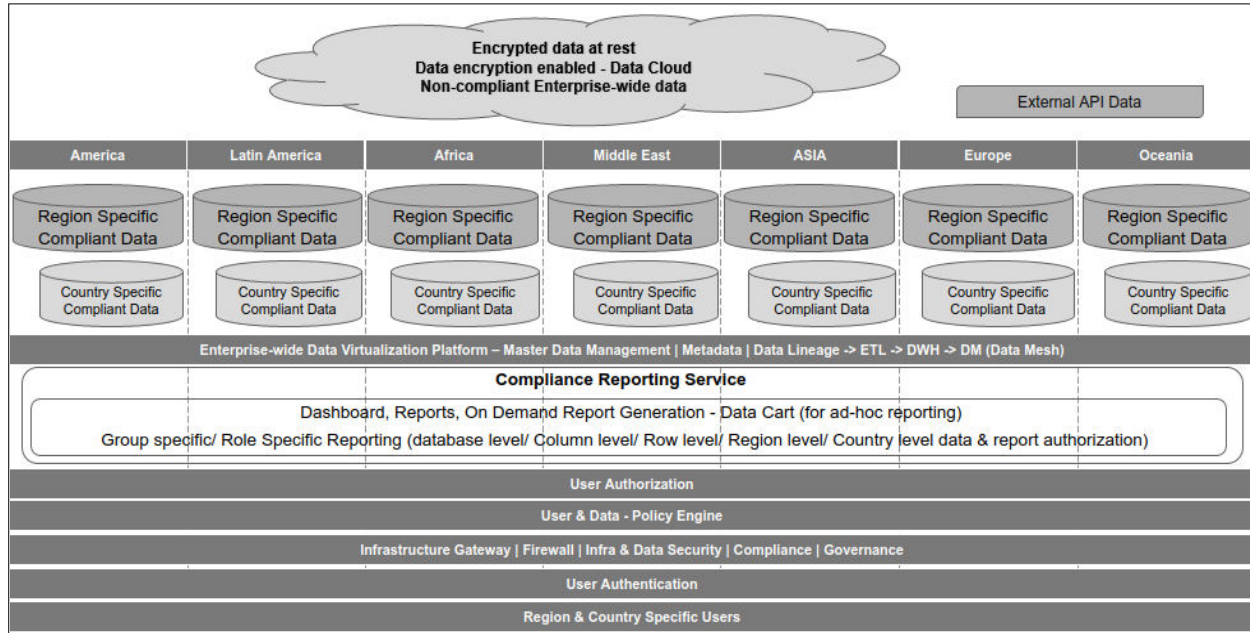 Encrypted data at rest
Data encryption enabled - Data Cloud
Non-compliant Enterprise-wide data
External API Data
America
Latin America
Africa
Middle East
ASIA
Europe
Oceania
Region Specific
Compliant Data
Region Specific
Compliant Data
Region Specific
Compliant Data
Region Specific
Compliant Data
Region Specific
Compliant Data
Region Specific
Compliant Data
Region Specific
Compliant Data
Country Specific
Compliant Data
Country Specific
Compliant Data
Country Specific
Compliant Data
Country Specific
Compliant Data
Country Specific
Compliant Data
Country Specific
Compliant Data
Country Specific
Compliant Data
Enterprise-wide Data Virtualization Platform – Master Data Management | Metadata | Data Lineage -> ETL -> DWH -> DM (Data Mesh)
Compliance Reporting Service
Dashboard, Reports, On Demand Report Generation - Data Cart (for ad-hoc reporting)
Group specific/ Role Specific Reporting (database level/ Column level/ Row level/ Region level/ Country level data & report authorization)
User Authorization
User & Data - Policy Engine
Infrastructure Gateway | Firewall | Infra & Data Security | Compliance | Governance
User Authentication
Region & Country Specific Users